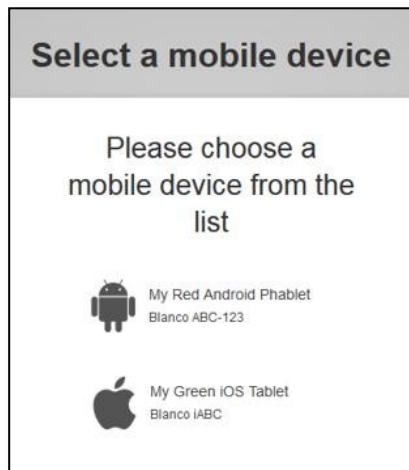 Select a mobile device
Please choose a
mobile device from the
list
My Red Android Phablet
Blanco ABC-123
My Green iOS Tablet
Blanco iABC